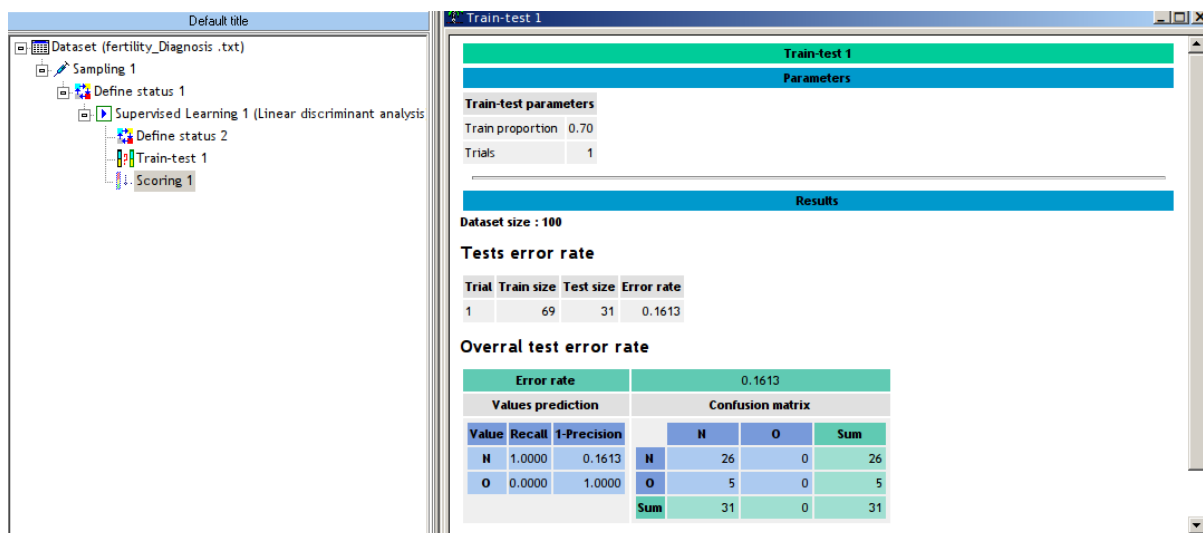 Default title
Dataset (fertility_Diagnosis .txt)
Sampling 1
Define status 1
Supervised Learning 1 (Linear discriminant analysis
Define status 2
Train-test 1
Scoring 1
Train-test 1
Train-test 1
Parameters
Train-test parameters
Train proportion 0.70
Trials 1
Results
Dataset size : 100
Tests error rate
Trial Train size Test size Error rate
1 69 31 0.1613
Overral test error rate
Error rate 0.1613
Values prediction Confusion matrix
Value Recall 1-Precision N O Sum
N 1.0000 0.1613 N 26 0 26
O 0.0000 1.0000 O 5 0 5
Sum 31 0 31